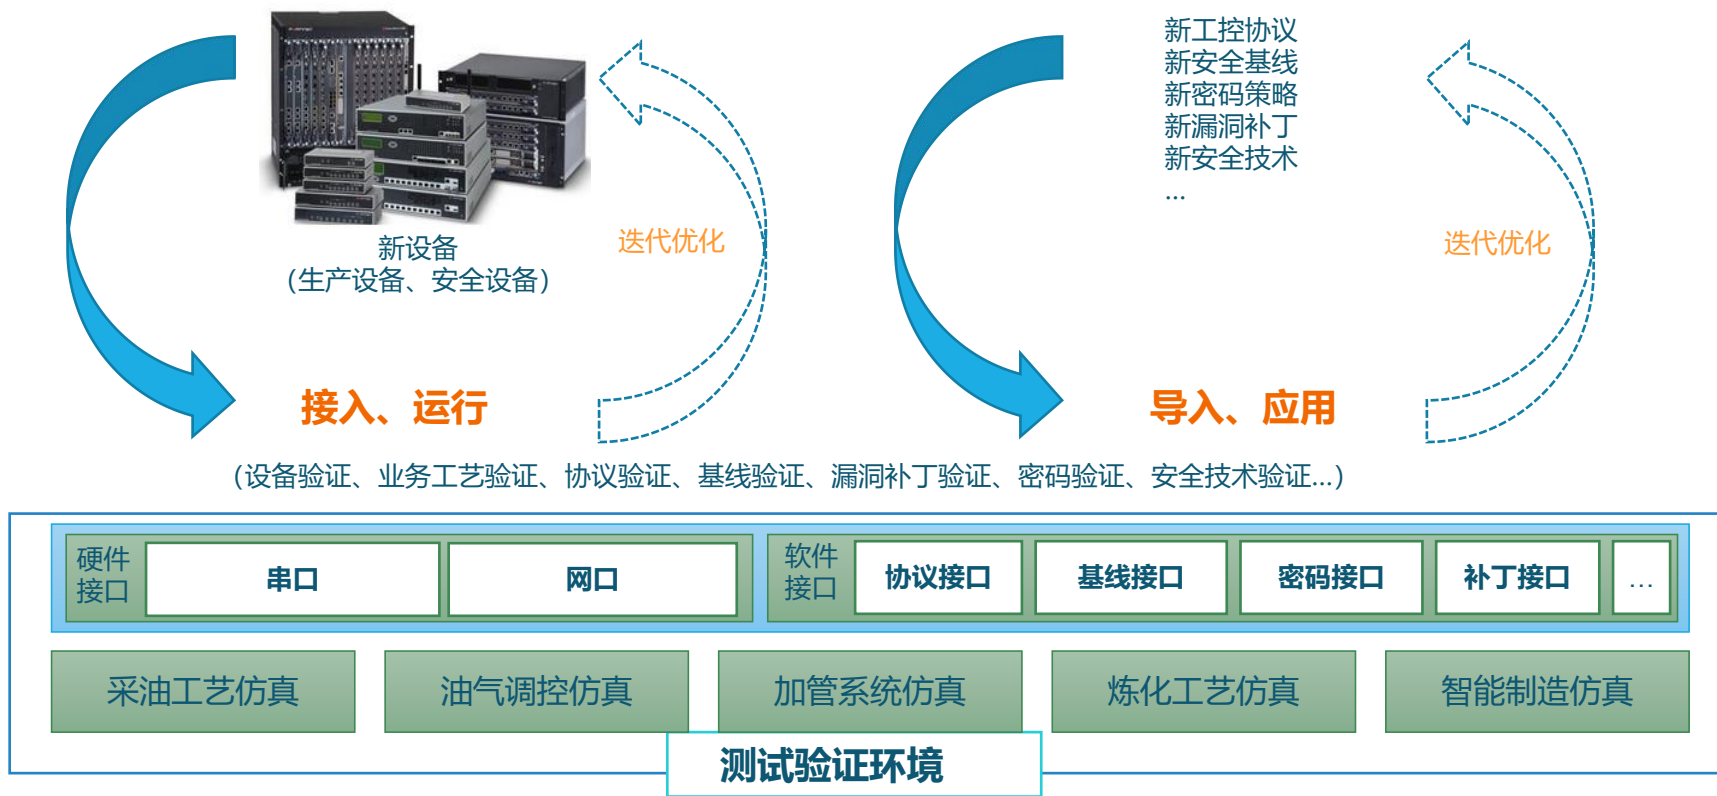 新工控协议
新安全基线
新密码策略
新漏洞补丁
新安全技术
...
新设备
（生产设备、安全设备）
迭代优化
迭代优化
接入、运行
导入、应用
（设备验证、业务工艺验证、协议验证、基线验证、漏洞补丁验证、密码验证、安全技术验证...）
硬件
接口
串口
网口
软件
接口
协议接口
基线接口
密码接口
补丁接口
...
采油工艺仿真
油气调控仿真
加管系统仿真
炼化工艺仿真
智能制造仿真
测试验证环境